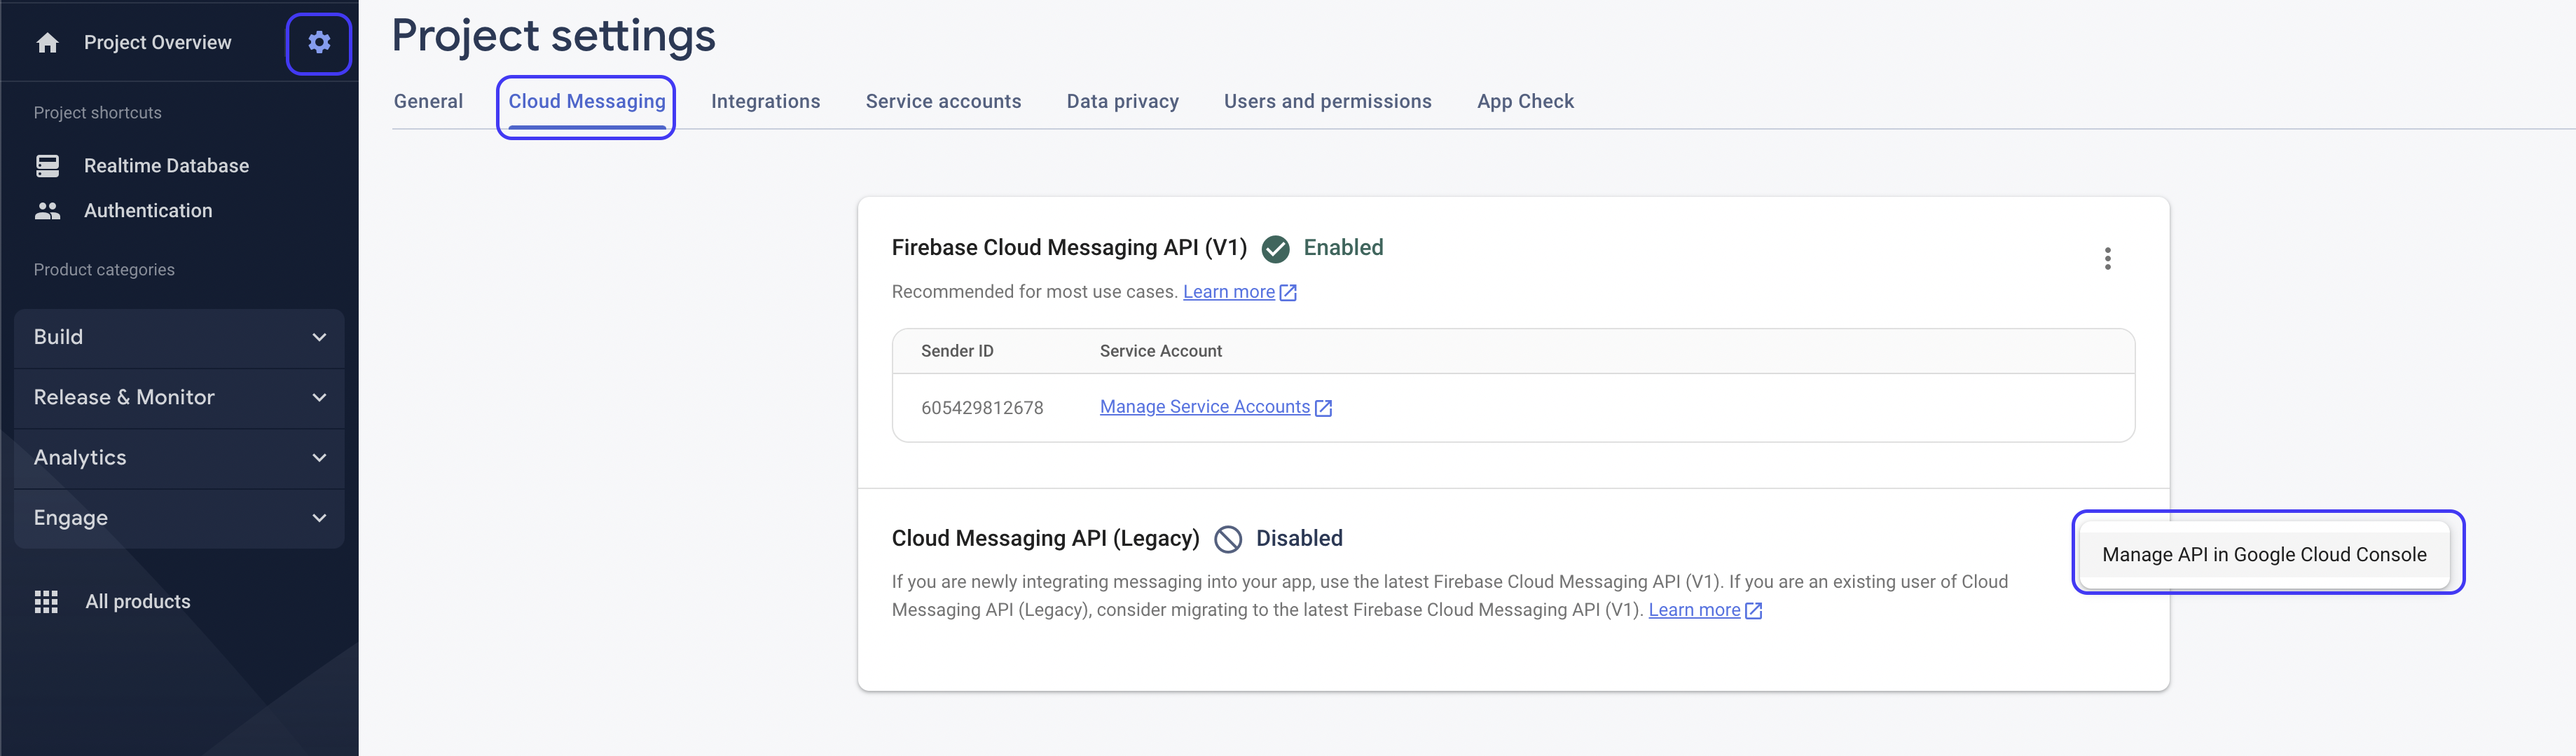 Project Overview
Project shortcuts
Realtime Database
Authentication
Product categories
Build
Release & Monitor
Analytics
Engage
All products
Project settings
General Cloud Messaging Integrations Service accounts Data privacy Users and permissions App Check
Firebase Cloud Messaging API (V1) Enabled
Recommended for most use cases. Learn more
Sender ID Service Account
605429812678 Manage Service Accounts
Cloud Messaging API (Legacy) Disabled
If you are newly integrating messaging into your app, use the latest Firebase Cloud Messaging API (V1). If you are an existing user of Cloud
Messaging API (Legacy), consider migrating to the latest Firebase Cloud Messaging API (V1). Learn more
Manage API in Google Cloud Console